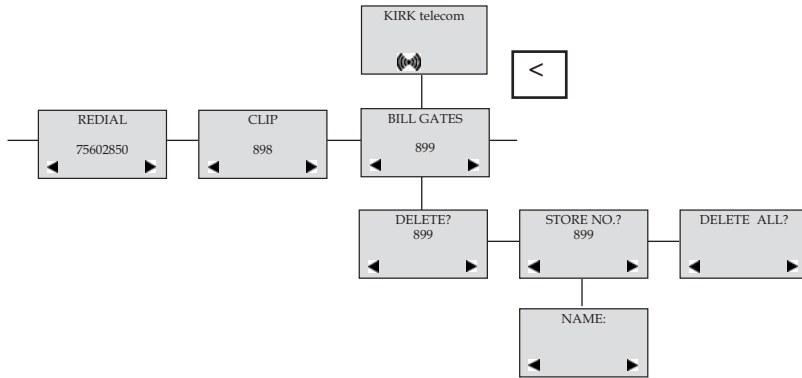 KIRK telecom
<
REDIAL
75602850
CLIP
898
BILL GATES
899
DELETE?
899
STORE NO.?
899
DELETE ALL?
NAME: